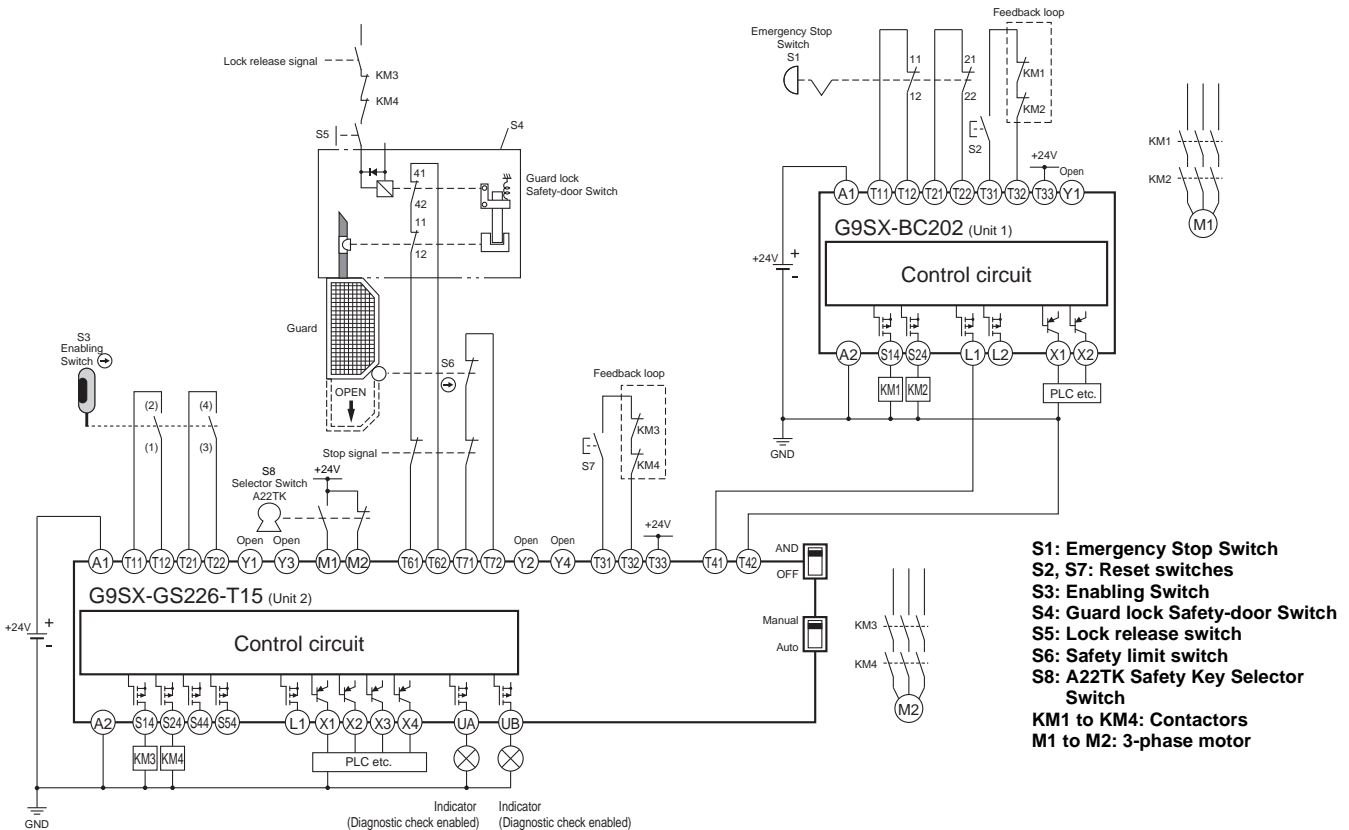 Lock release signal
KM3
KM4
S5
S4
41
42
11
12
Guard lock
Safety-door Switch
Guard
S3
Enabling
Switch
OPEN
S6
(2)
(1)
(4)
(3)
Stop signal
S8
Selector Switch
A22TK
+24V
Feedback loop
S7
KM3
KM4
+24V
Emergency Stop
Switch
S1
11
12
21
22
S2
Feedback loop
KM1
KM2
+24V
Open
A1 T11 T12 T21 T22 T31 T32 T33 Y1
G9SX-BC202 (Unit 1)
Control circuit
+24V
+
-
A2 S14 S24 L1 L2 X1 X2
KM1 KM2
PLC etc.
GND
KM1
KM2
M1
Open Open
Open Open
A1 T11 T12 T21 T22 Y1 Y3 M1 M2 T61 T62 T71 T72 Y2 Y4 T31 T32 T33 T41 T42
AND
OFF
G9SX-GS226-T15 (Unit 2)
Control circuit
Manual
Auto
+24V
+
-
A2 S14 S24 S44 S54 L1 X1 X2 X3 X4 UA UB
KM3 KM4
PLC etc.
GND
Indicator
(Diagnostic check enabled)
Indicator
(Diagnostic check enabled)
KM3
KM4
M2
S1: Emergency Stop Switch
S2, S7: Reset switches
S3: Enabling Switch
S4: Guard lock Safety-door Switch
S5: Lock release switch
S6: Safety limit switch
S8: A22TK Safety Key Selector
Switch
KM1 to KM4: Contactors
M1 to M2: 3-phase motor